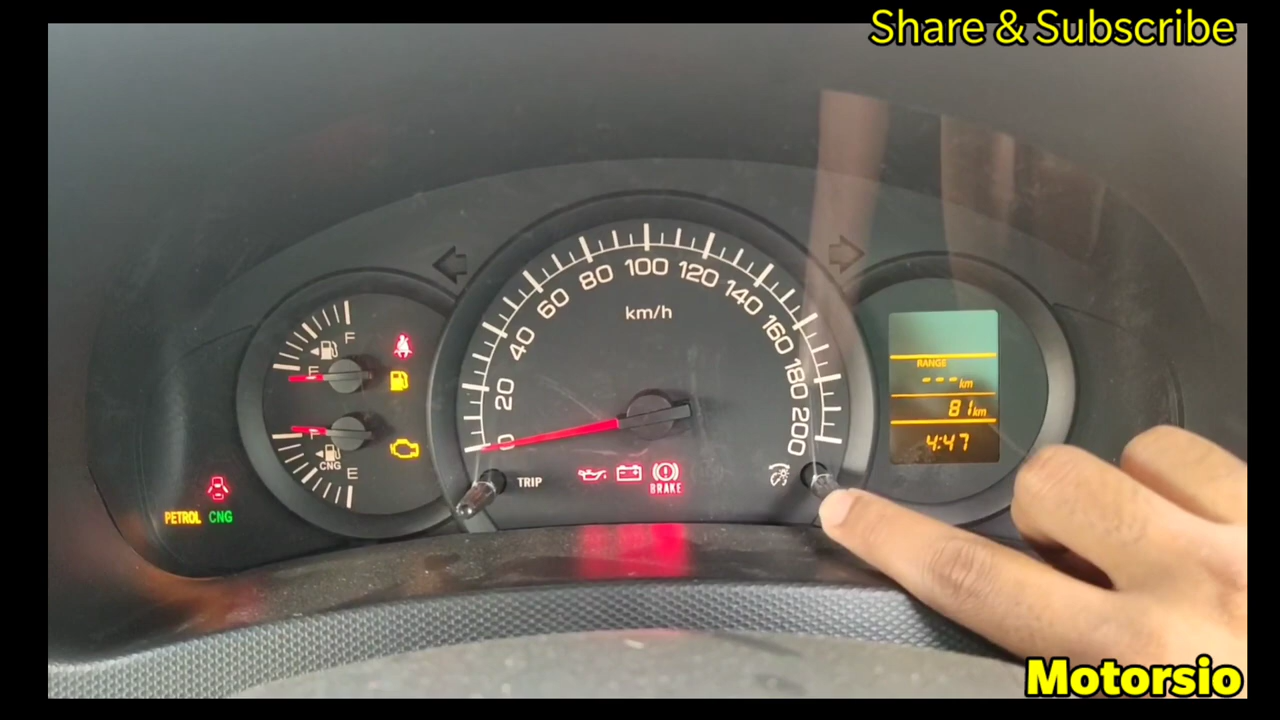 Share & Subscribe
F
E
F
CNG
E
PETROL CNG
0
20
40
60
80
100
120
140
160
180
200
km/h
TRIP
BRAKE
RANGE
--- km
81 km
4:47
Motorsio